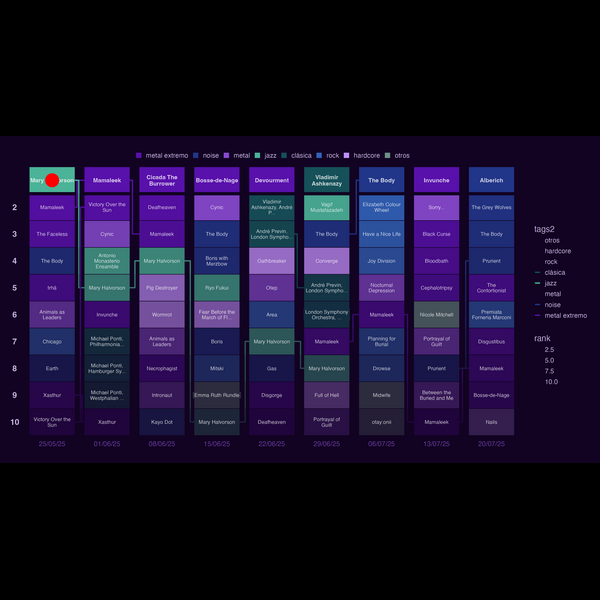 metal extremo noise metal jazz clásica rock hardcore otros
Mary orson Mamaleek Cicada The Burrower Bosse-de-Nage Devourment Vladimir Ashkenazy The Body Invunche Alberich
2 Mamaleek Victory Over the Sun Deafheaven Cynic Vladimir Ashkenazy, André P... Vagif Mustafazadeh Elizabeth Colour Wheel Sorry... The Grey Wolves
3 The Faceless Cynic Mamaleek The Body André Previn, London Sympho... The Body Have a Nice Life Black Curse The Body
4 The Body Antonio Monasterio Ensamble Mary Halvorson Boris with Merzbow Oathbreaker Converge Joy Division Bloodbath Prurient
5 Irhä Mary Halvorson Pig Destroyer Ryo Fukui Otep André Previn, London Sympho... Nocturnal Depression Cephalotripsy The Contortionist
6 Animals as Leaders Invunche Wormrot Fear Before the March of Fl... Area London Symphony Orchestra, ... Mamaleek Nicole Mitchell Premiata Forneria Marconi
7 Chicago Michael Ponti, Philharmonia... Animals as Leaders Boris Mary Halvorson Mamaleek Planning for Burial Portrayal of Guilt Disgustibus
8 Earth Michael Ponti, Hamburger Sy... Necrophagist Mitski Gas Mary Halvorson Drowse Prurient Mamaleek
9 Xasthur Michael Ponti, Westphalian ... Intronaut Emma Ruth Rundle Disgorge Full of Hell Midwife Between the Buried and Me Bosse-de-Nage
10 Victory Over the Sun Xasthur Kayo Dot Mary Halvorson Deafheaven Portrayal of Guilt otay:onii Mamaleek Nails
25/05/25 01/06/25 08/06/25 15/06/25 22/06/25 29/06/25 06/07/25 13/07/25 20/07/25
tags2
otros
hardcore
rock
clásica
jazz
metal
noise
metal extremo
rank
2.5
5.0
7.5
10.0